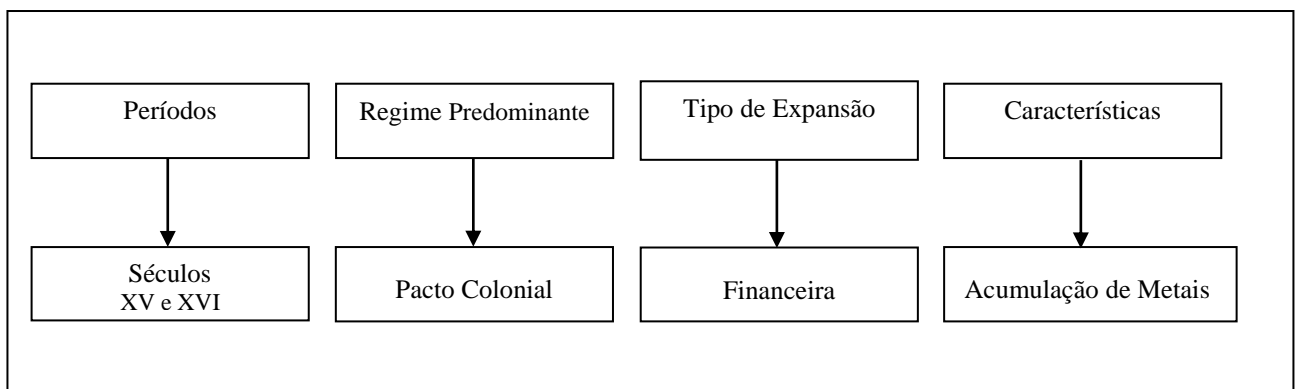 Períodos
Regime Predominante
Tipo de Expansão
Características
Séculos
XV e XVI
Pacto Colonial
Financeira
Acumulação de Metais